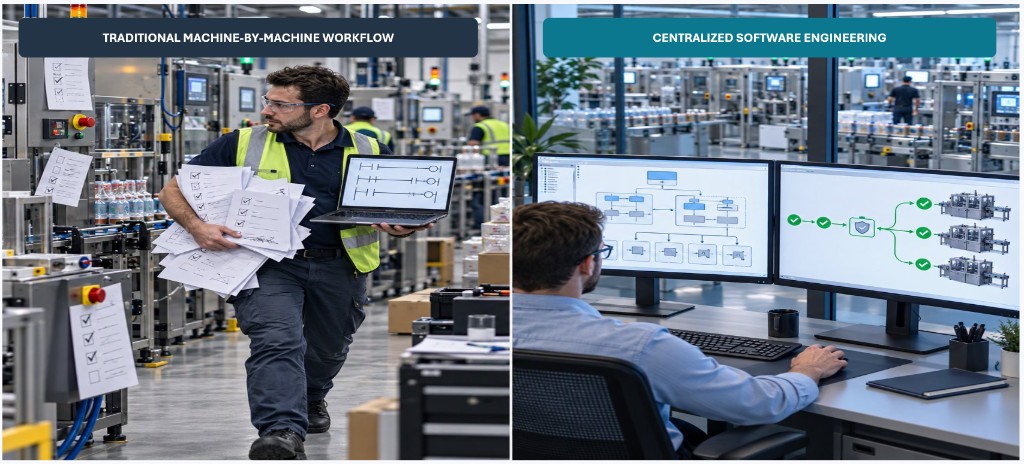 TRADITIONAL MACHINE-BY-MACHINE WORKFLOW
CENTRALIZED SOFTWARE ENGINEERING